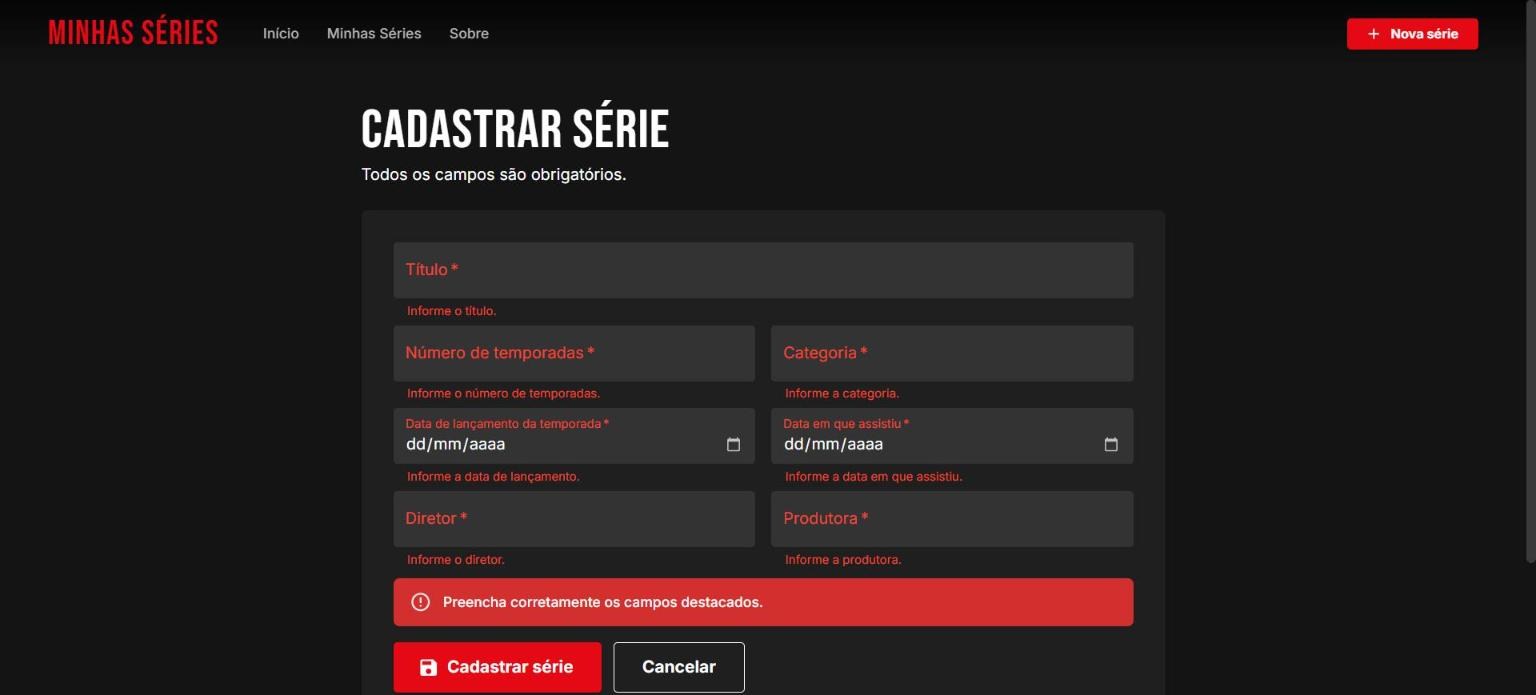 MINHAS SÉRIES Início Minhas Séries Sobre + Nova série
CADASTRAR SÉRIE
Todos os campos são obrigatórios.
Título *
Informe o título.
Número de temporadas * Categoria *
Informe o número de temporadas. Informe a categoria.
Data de lançamento da temporada * Data em que assistiu *
dd/mm/aaaa dd/mm/aaaa
Informe a data de lançamento. Informe a data em que assistiu.
Diretor * Produtora *
Informe o diretor. Informe a produtora.
Preencha corretamente os campos destacados.
Cadastrar série Cancelar